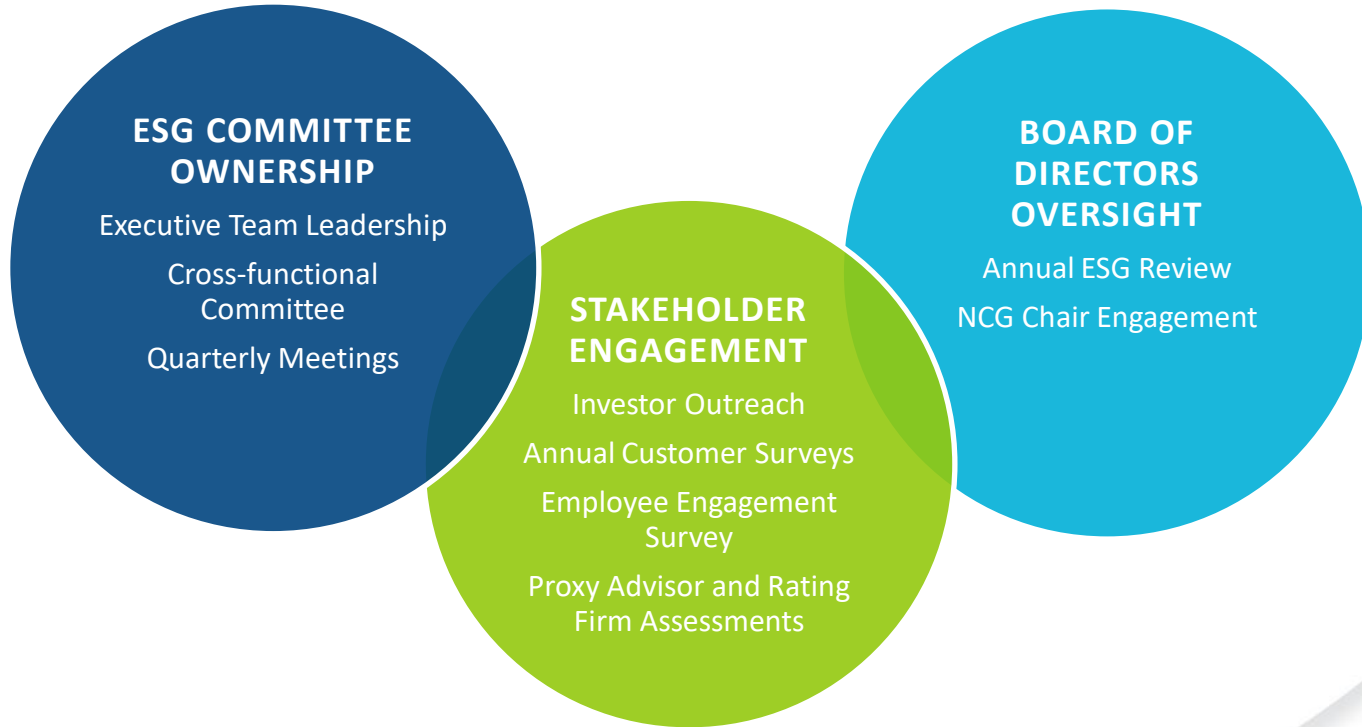 ESG COMMITTEE
OWNERSHIP
Executive Team Leadership
Cross-functional
Committee
Quarterly Meetings
STAKEHOLDER
ENGAGEMENT
Investor Outreach
Annual Customer Surveys
Employee Engagement
Survey
Proxy Advisor and Rating
Firm Assessments
BOARD OF
DIRECTORS
OVERSIGHT
Annual ESG Review
NCG Chair Engagement